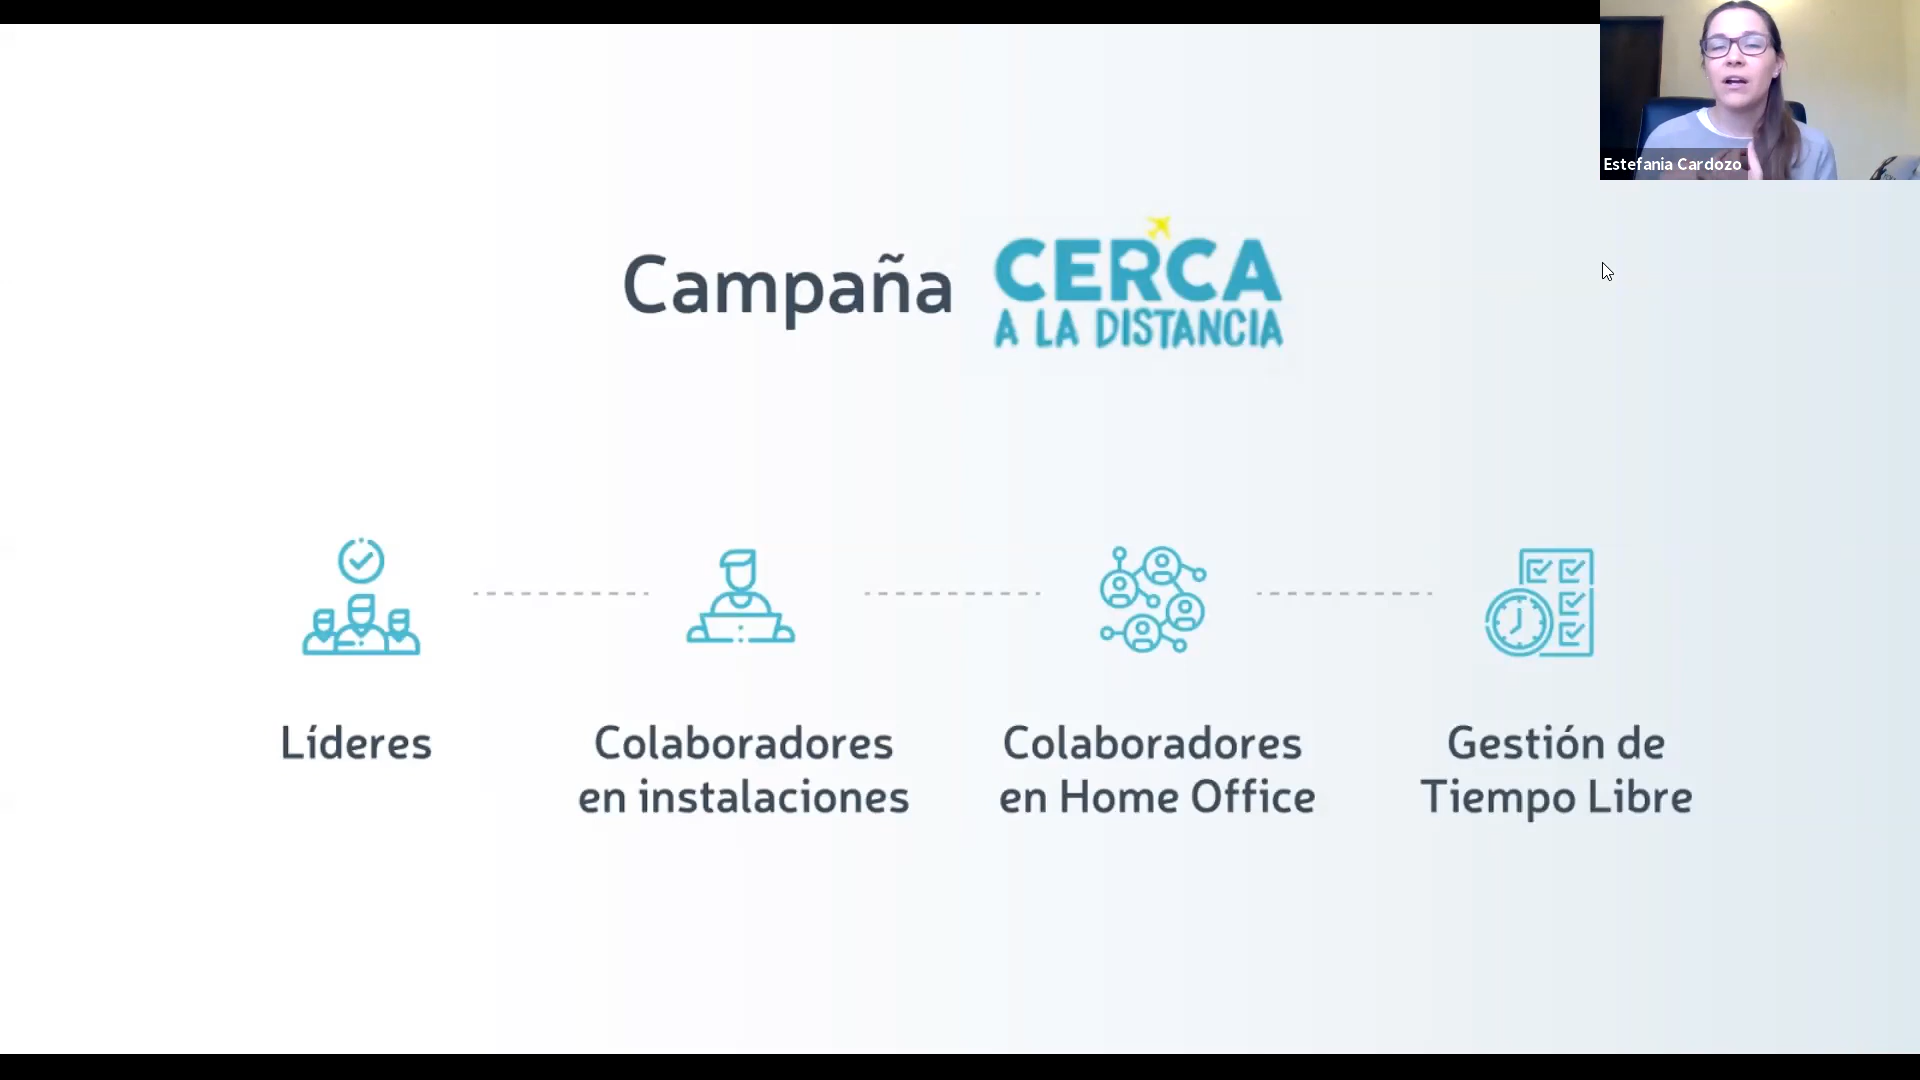 Estefania Cardozo
Campaña
CERCA
A LA DISTANCIA
Líderes
Colaboradores
en instalaciones
Colaboradores
en Home Office
Gestión de
Tiempo Libre